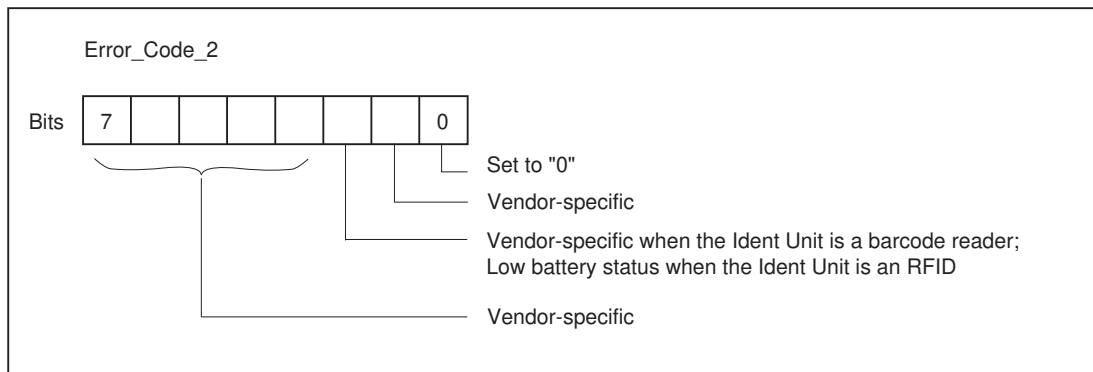 Error_Code_2
Bits 7 0
Set to "0"
Vendor-specific
Vendor-specific when the Ident Unit is a barcode reader;
Low battery status when the Ident Unit is an RFID
Vendor-specific